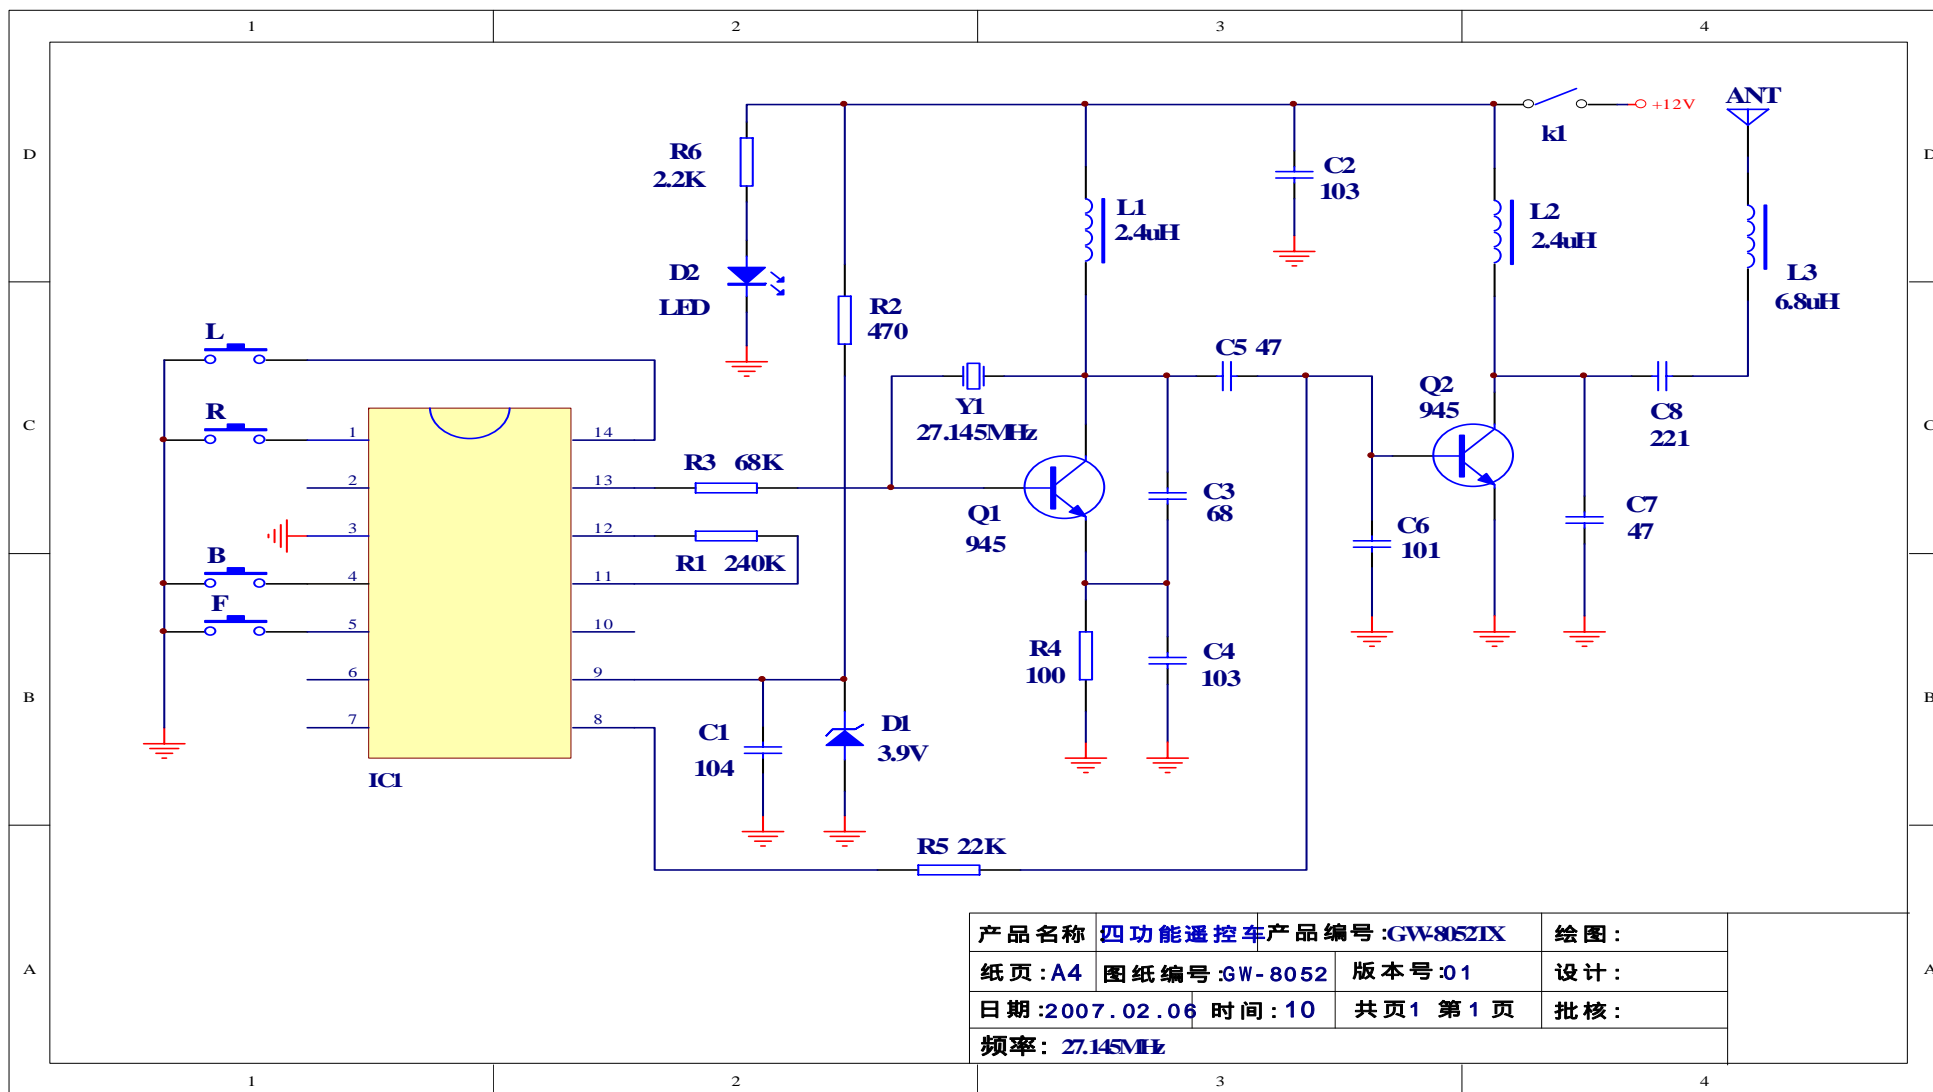 1 2 3 4
D D
C C
B B
A A
ANT
+12V
k1
R6
2.2K
C2
103
L1
2.4uH
L2
2.4uH
L3
6.8uH
D2
LED
R2
470
L
R
B
F
1
2
3
4
5
6
7
14
13
12
11
10
9
8
IC1
R3 68K
R1 240K
Y1
27.145MHz
C5 47
Q1
945
C3
68
Q2
945
C8
221
C6
101
C7
47
R4
100
C4
103
C1
104
D1
3.9V
R5 22K
产品名称 四功能遥控车 产品编号:GW-8052TX 绘图:
纸页:A4 图纸编号:GW-8052 版本号:01 设计:
日期:2007.02.06 时间:10 共页1 第1页 批核:
频率: 27.145MHz
1 2 3 4